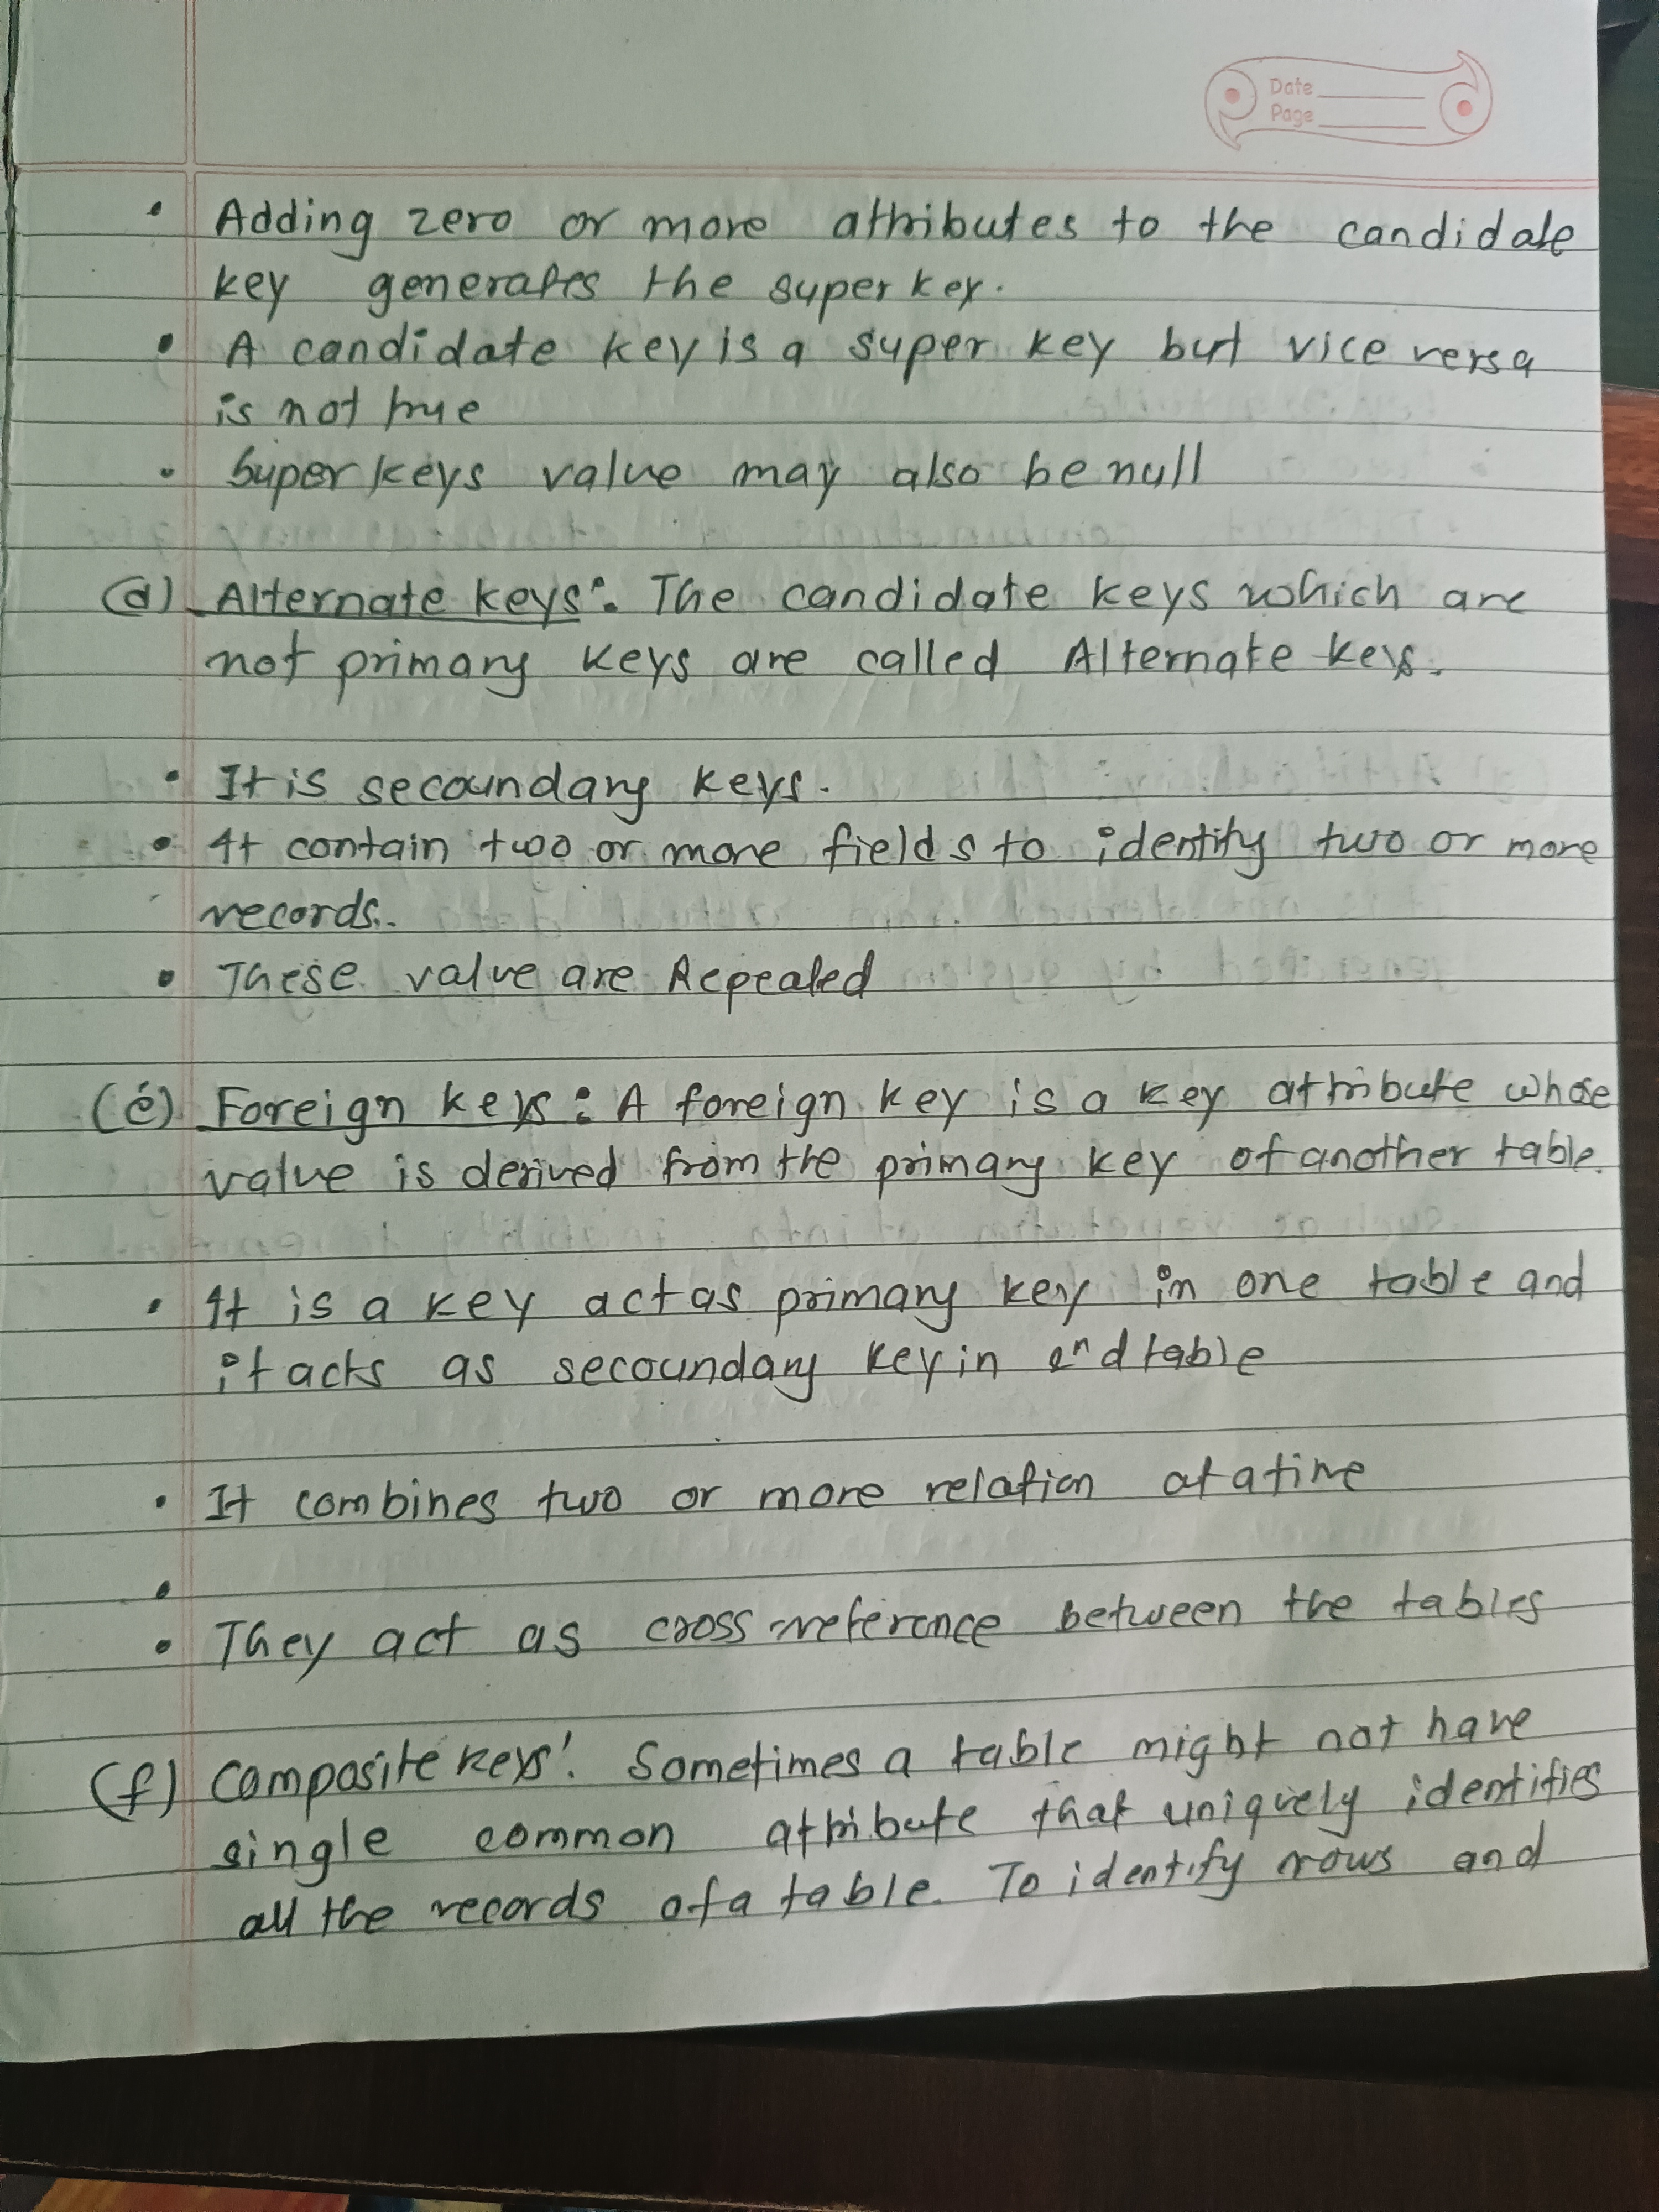 Date
Page
• Adding zero or more attributes to the candidate
key generates the super key.
• A candidate key is a super key but vice versa
is not true
• Super keys value may also be null
(d) Alternate keys: The candidate keys which are
not primary keys are called Alternate keys.
• It is secoundary keys.
• It contain two or more fields to identify two or more
records.
• These value are Repeated
(e) Foreign keys: A foreign key is a key attribute whose
value is derived from the primary key of another table.
• It is a key act as primary key in one table and
it acts as secoundary key in 2nd table
• It combines two or more relation at a time
•
• They act as cross reference between the tables
(f) Composite keys: Sometimes a table might not have
single common attribute that uniquely identifies
all the records of a table. To identify rows and